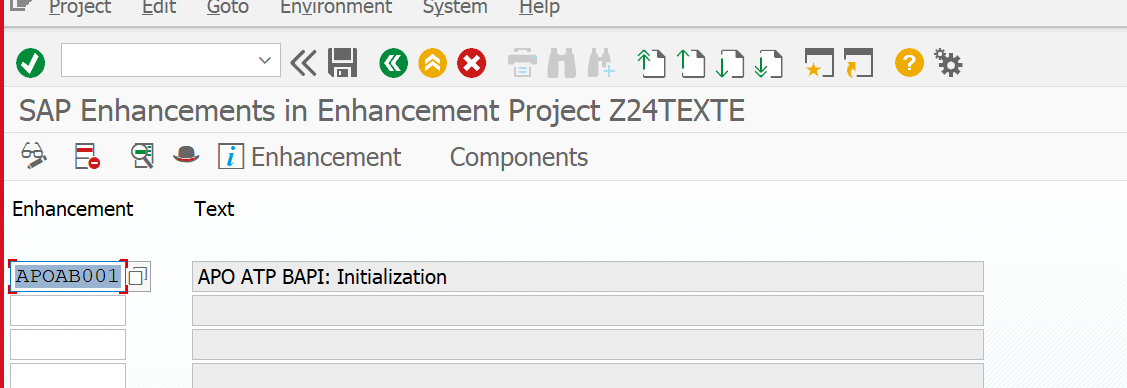 Project Edit Goto Environment System Help
SAP Enhancements in Enhancement Project Z24TEXTE
Enhancement Components
Enhancement Text
APOAB001 APO ATP BAPI: Initialization